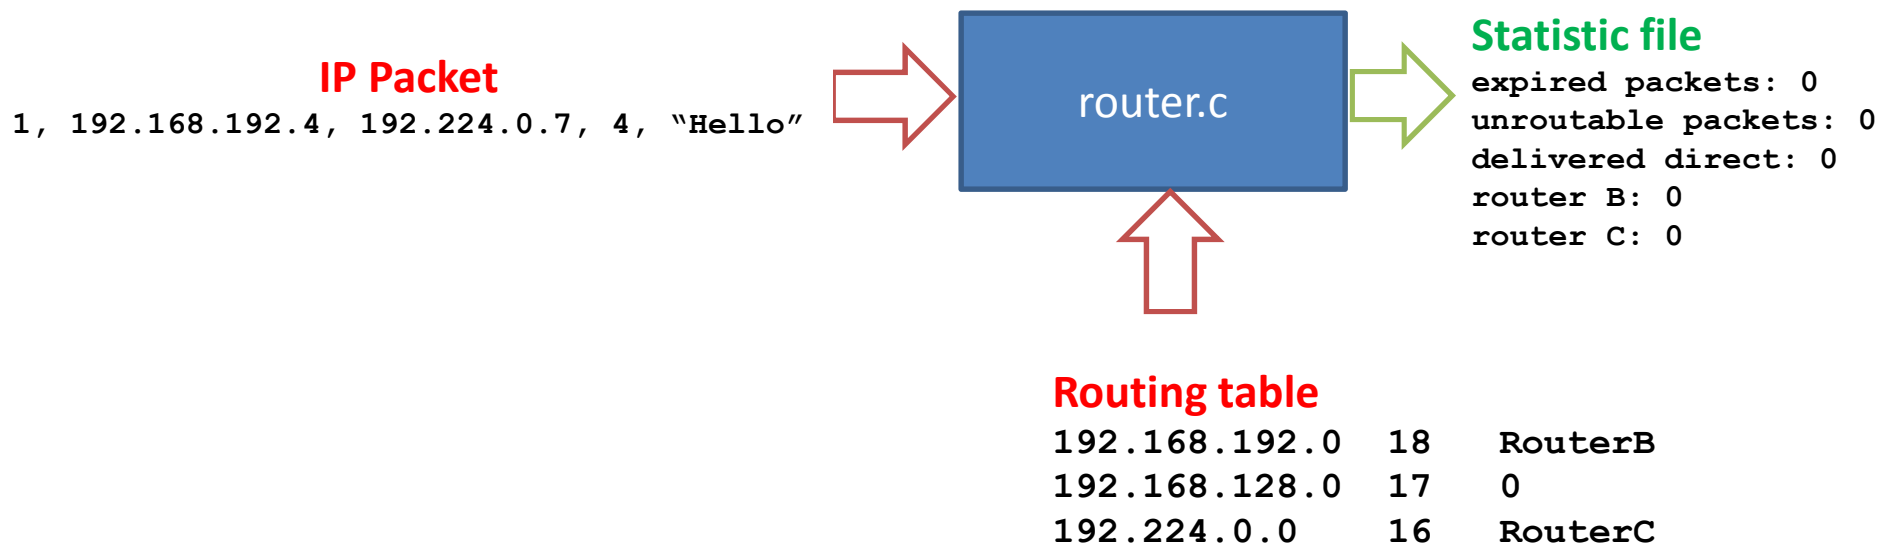 IP Packet
1, 192.168.192.4, 192.224.0.7, 4, “Hello”
router.c
Statistic file
expired packets: 0
unroutable packets: 0
delivered direct: 0
router B: 0
router C: 0
Routing table
192.168.192.0 18 RouterB
192.168.128.0 17 0
192.224.0.0 16 RouterC